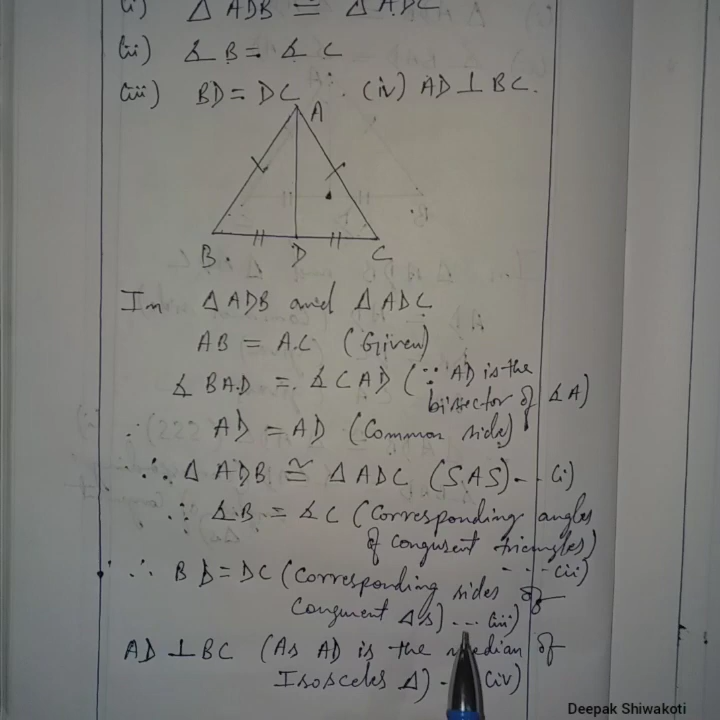 (i) Δ ADB ≅ Δ ADC
(ii) ∡ B = ∡ C
(iii) BD = DC (iv) AD ⊥ BC.
A
B. D C
In Δ ADB and Δ ADC
AB = AC (Given)
∡ BAD = ∡ CAD (∵ AD is the
bisector of ∡A)
AD = AD (Common side)
∴ Δ ADB ≅ Δ ADC (SAS) -- (i)
∴ ∡B = ∡C (Corresponding angles
of congruent triangles)
--- (ii)
∴ BD = DC (Corresponding sides of
Congruent Δs) --- (iii)
AD ⊥ BC (As AD is the median of
Isosceles Δ) - (iv)
Deepak Shiwakoti